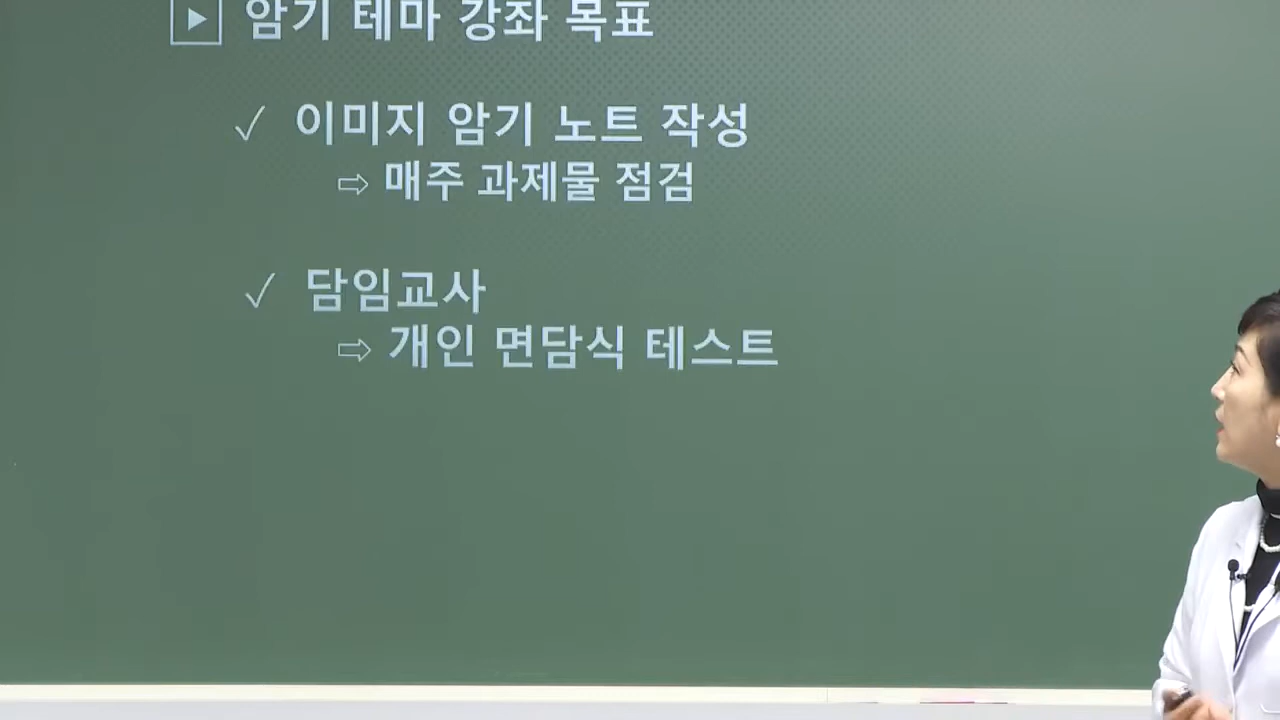 암기 테마 강좌 목표
✓ 이미지 암기 노트 작성
⇨ 매주 과제물 점검
✓ 담임교사
⇨ 개인 면담식 테스트